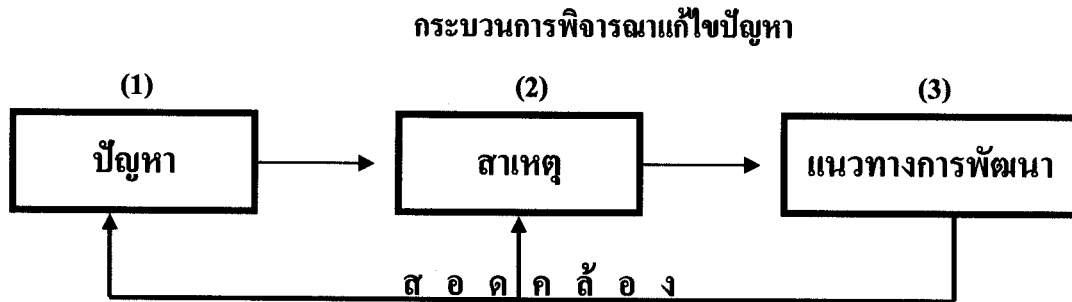 กระบวนการพิจารณาแก้ไขปัญหา
(1) (2) (3)
ปัญหา สาเหตุ แนวทางการพัฒนา
ส อ ด ค ล้ อ ง